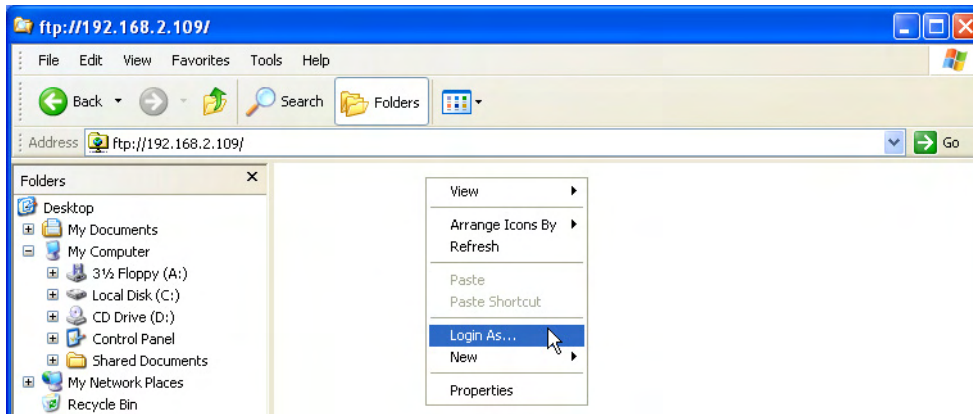 ftp://192.168.2.109/
File Edit View Favorites Tools Help
Back Search Folders
Address ftp://192.168.2.109/ Go
Folders
Desktop
My Documents
My Computer
3½ Floppy (A:)
Local Disk (C:)
CD Drive (D:)
Control Panel
Shared Documents
My Network Places
Recycle Bin
View
Arrange Icons By
Refresh
Paste
Paste Shortcut
Login As...
New
Properties